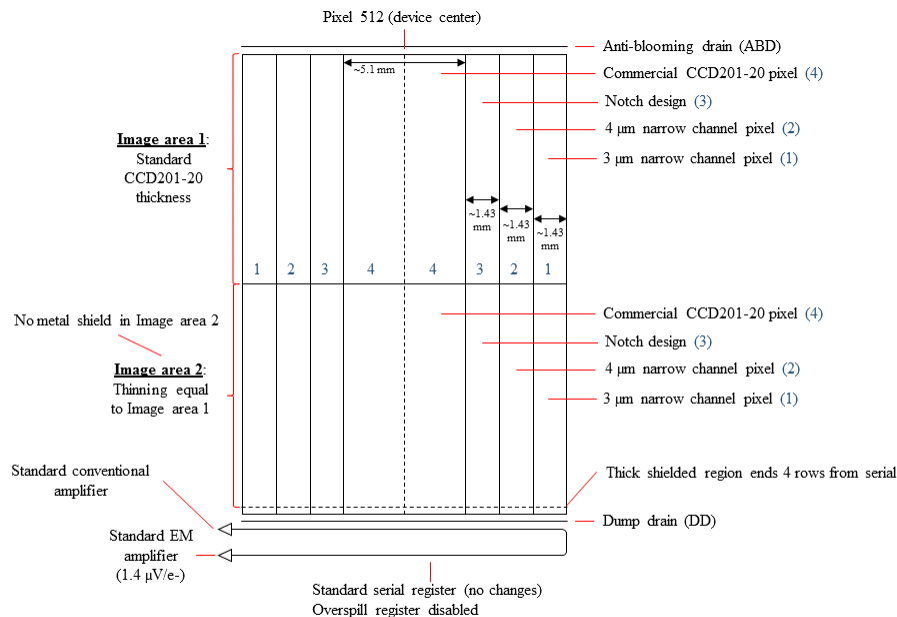 Pixel 512 (device center)
Anti-blooming drain (ABD)
~5.1 mm
Commercial CCD201-20 pixel (4)
Notch design (3)
4 μm narrow channel pixel (2)
3 μm narrow channel pixel (1)
Image area 1:
Standard
CCD201-20
thickness
~1.43
mm
~1.43
mm
~1.43
mm
1 2 3 4 4 3 2 1
No metal shield in Image area 2
Commercial CCD201-20 pixel (4)
Notch design (3)
4 μm narrow channel pixel (2)
3 μm narrow channel pixel (1)
Image area 2:
Thinning equal
to Image area 1
Standard conventional
amplifier
Thick shielded region ends 4 rows from serial
Dump drain (DD)
Standard EM
amplifier
(1.4 μV/e-)
Standard serial register (no changes)
Overspill register disabled